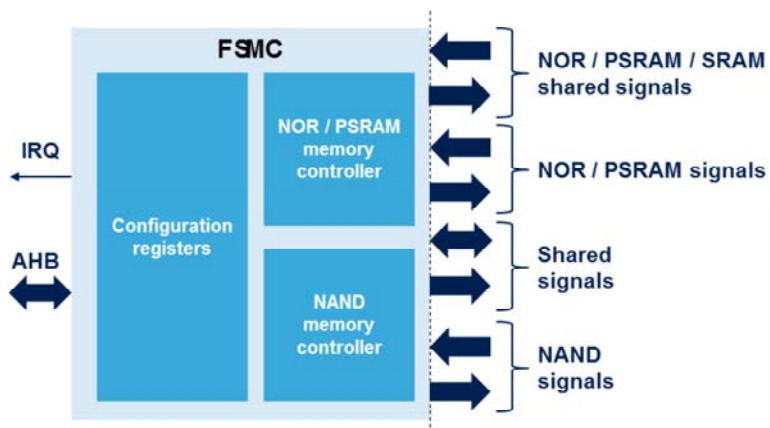 FSMC
IRQ
AHB
Configuration
registers
NOR / PSRAM
memory
controller
NAND
memory
controller
NOR / PSRAM / SRAM
shared signals
NOR / PSRAM signals
Shared
signals
NAND
signals